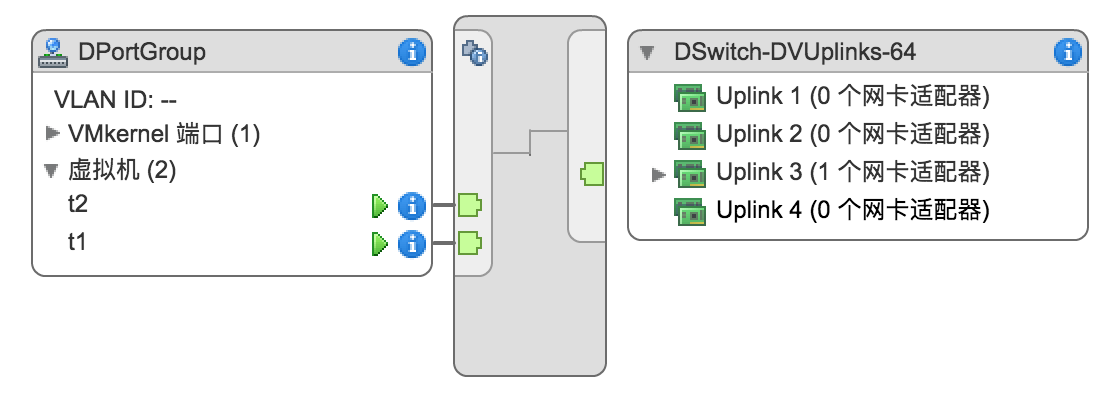 DPortGroup
VLAN ID: --
VMkernel 端口 (1)
虚拟机 (2)
t2
t1
DSwitch-DVUplinks-64
Uplink 1 (0 个网卡适配器)
Uplink 2 (0 个网卡适配器)
Uplink 3 (1 个网卡适配器)
Uplink 4 (0 个网卡适配器)